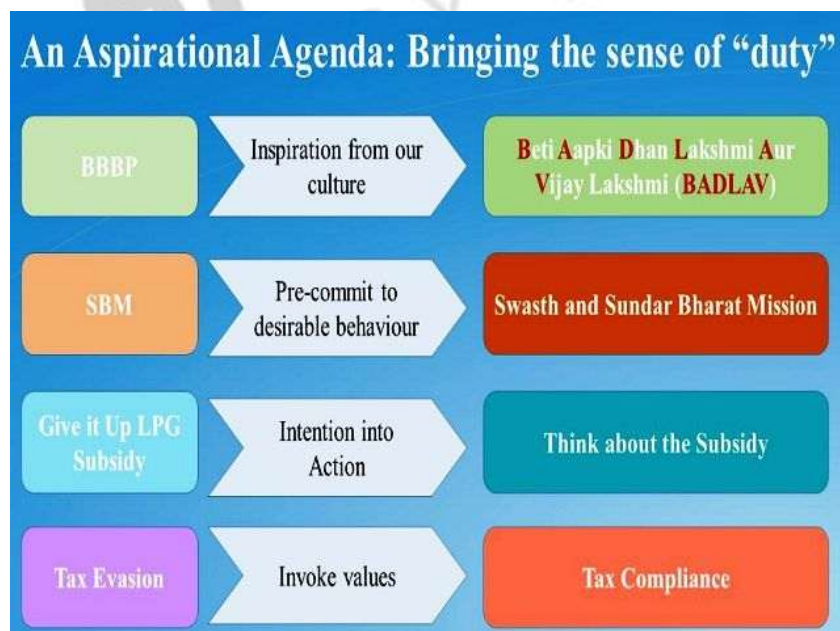 An Aspirational Agenda: Bringing the sense of “duty”
BBBP
Inspiration from our
culture
Beti Aapki Dhan Lakshmi Aur
Vijay Lakshmi (BADLAV)
SBM
Pre-commit to
desirable behaviour
Swasth and Sundar Bharat Mission
Give it Up LPG
Subsidy
Intention into
Action
Think about the Subsidy
Tax Evasion
Invoke values
Tax Compliance